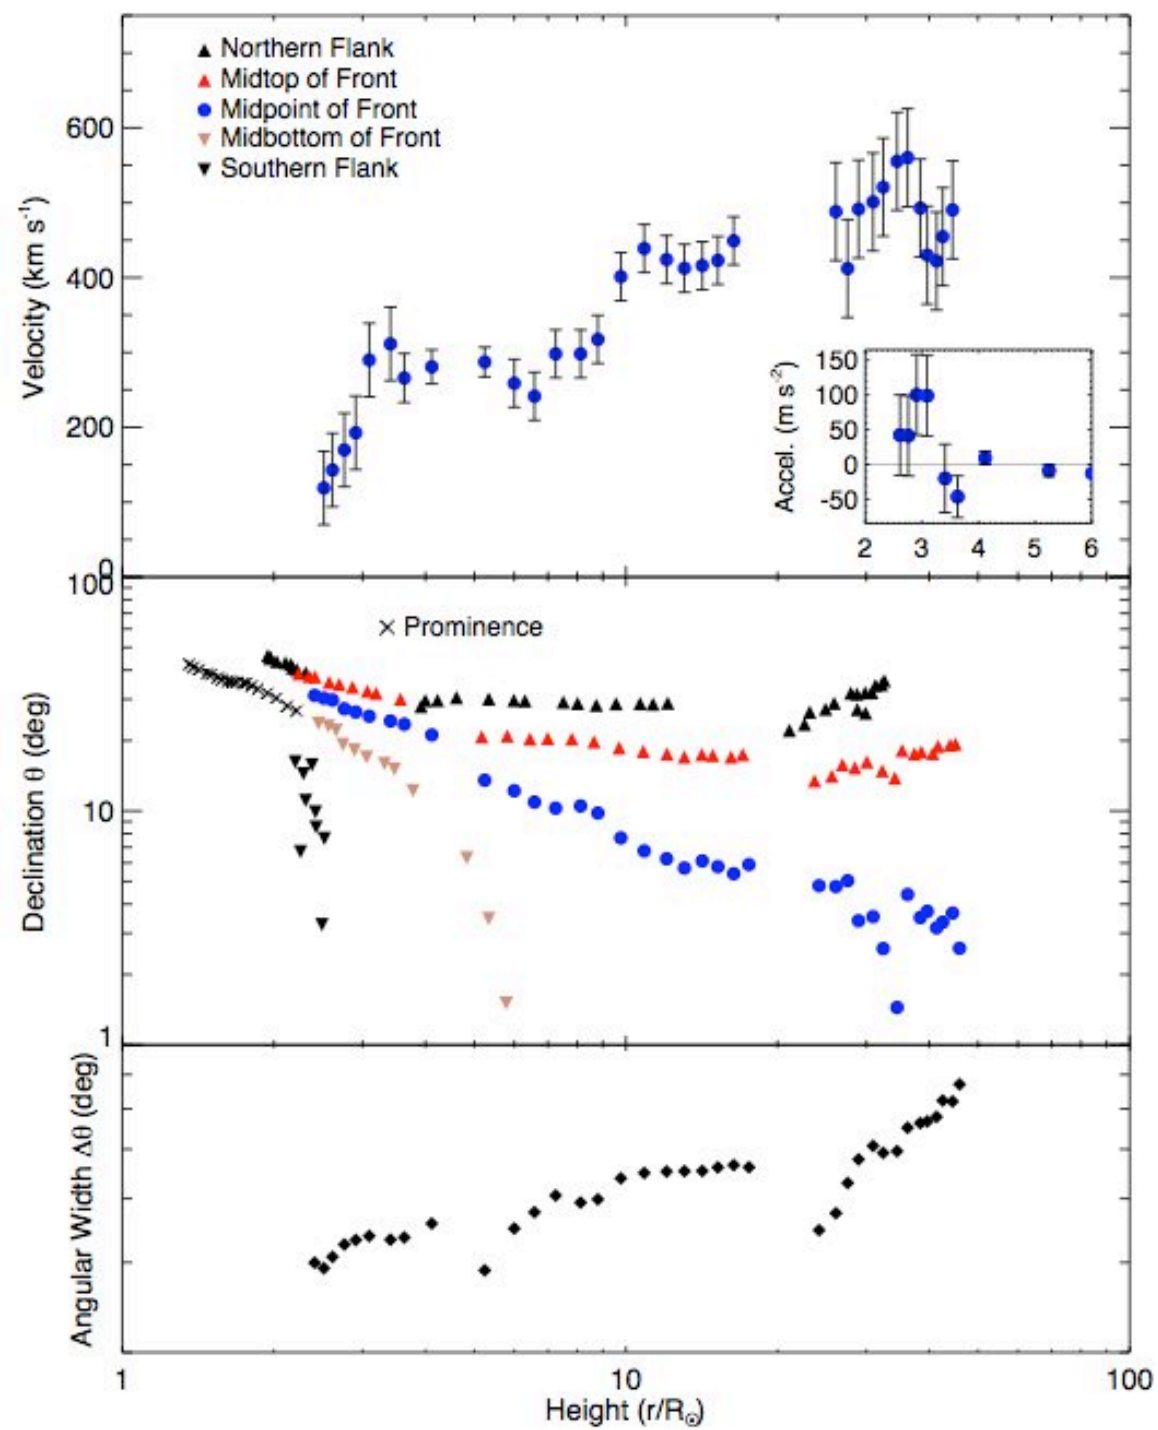 Northern Flank
Midtop of Front
Midpoint of Front
Midbottom of Front
Southern Flank
600
400
200
0
Velocity (km s⁻¹)
150
100
50
0
-50
Accel. (m s⁻²)
2 3 4 5 6
100
10
1
Declination θ (deg)
Prominence
Angular Width Δθ (deg)
1 10 100
Height (r/R☉)